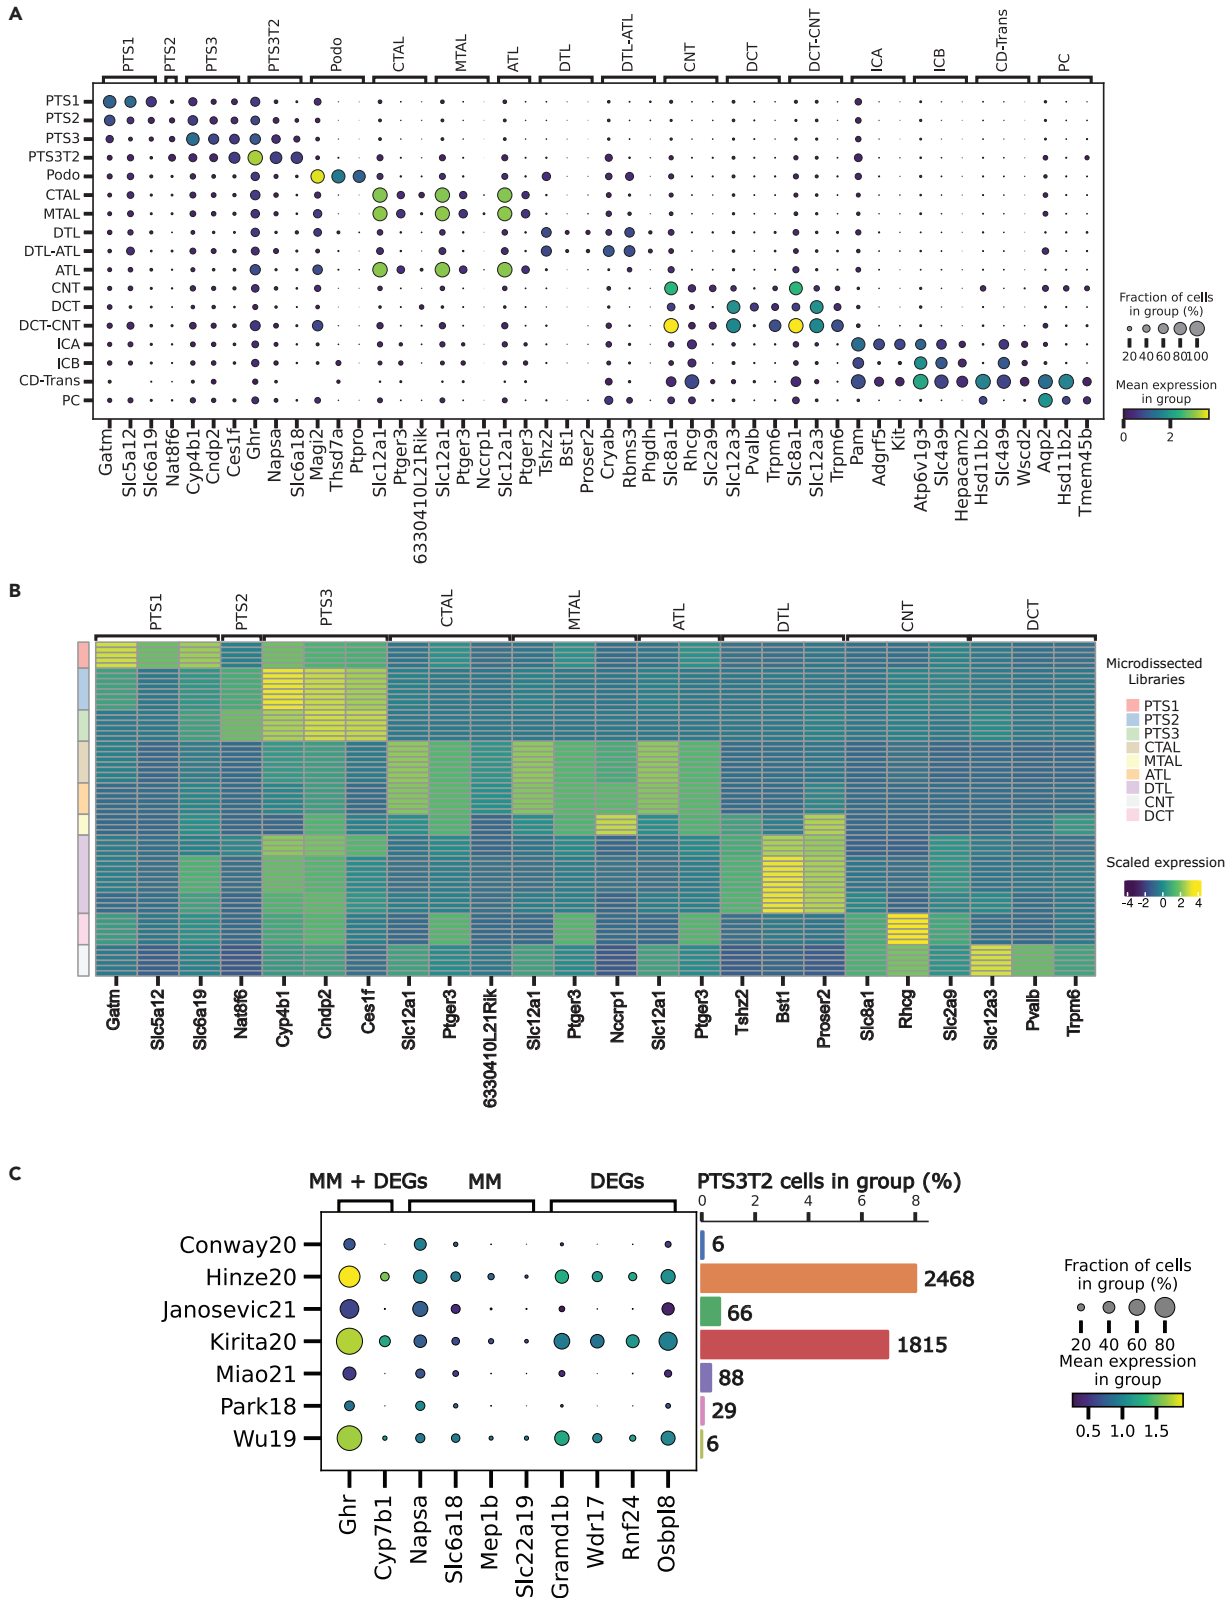 A
PTS1 PTS2 PTS3 PTS3T2 Podo CTAL MTAL ATL DTL DTL-ATL CNT DCT DCT-CNT ICA ICB CD-Trans PC
PTS1
PTS2
PTS3
PTS3T2
Podo
CTAL
MTAL
DTL
DTL-ATL
ATL
CNT
DCT
DCT-CNT
ICA
ICB
CD-Trans
PC
Gatm Slc5a12 Slc6a19 Nat8f6 Cyp4b1 Cndp2 Ces1f Ghr Napsa Slc6a18 Magi2 Thsd7a Ptpro Slc12a1 Ptger3 6330410L21Rik Slc12a1 Ptger3 Nccrp1 Slc12a1 Ptger3 Tshz2 Bst1 Proser2 Cryab Rbms3 Phgdh Slc8a1 Rhcg Slc2a9 Slc12a3 Pvalb Trpm6 Slc8a1 Slc12a3 Trpm6 Pam Adgrf5 Kit Atp6v1g3 Slc4a9 Hepacam2 Hsd11b2 Slc4a9 Wscd2 Aqp2 Hsd11b2 Tmem45b
Fraction of cells
in group (%)
20 40 60 80 100
Mean expression
in group
0 2
B
PTS1 PTS2 PTS3 CTAL MTAL ATL DTL CNT DCT
Microdissected
Libraries
PTS1
PTS2
PTS3
CTAL
MTAL
ATL
DTL
CNT
DCT
Scaled expression
-4 -2 0 2 4
Gatm Slc5a12 Slc6a19 Nat8f6 Cyp4b1 Cndp2 Ces1f Slc12a1 Ptger3 6330410L21Rik Slc12a1 Ptger3 Nccrp1 Slc12a1 Ptger3 Tshz2 Bst1 Proser2 Slc8a1 Rhcg Slc2a9 Slc12a3 Pvalb Trpm6
C
MM + DEGs MM DEGs PTS3T2 cells in group (%)
0 2 4 6 8
Conway20 6
Hinze20 2468
Janosevic21 66
Kirita20 1815
Miao21 88
Park18 29
Wu19 6
Ghr Cyp7b1 Napsa Slc6a18 Mep1b Slc22a19 Gramd1b Wdr17 Rnf24 Osbpl8
Fraction of cells
in group (%)
20 40 60 80
Mean expression
in group
0.5 1.0 1.5